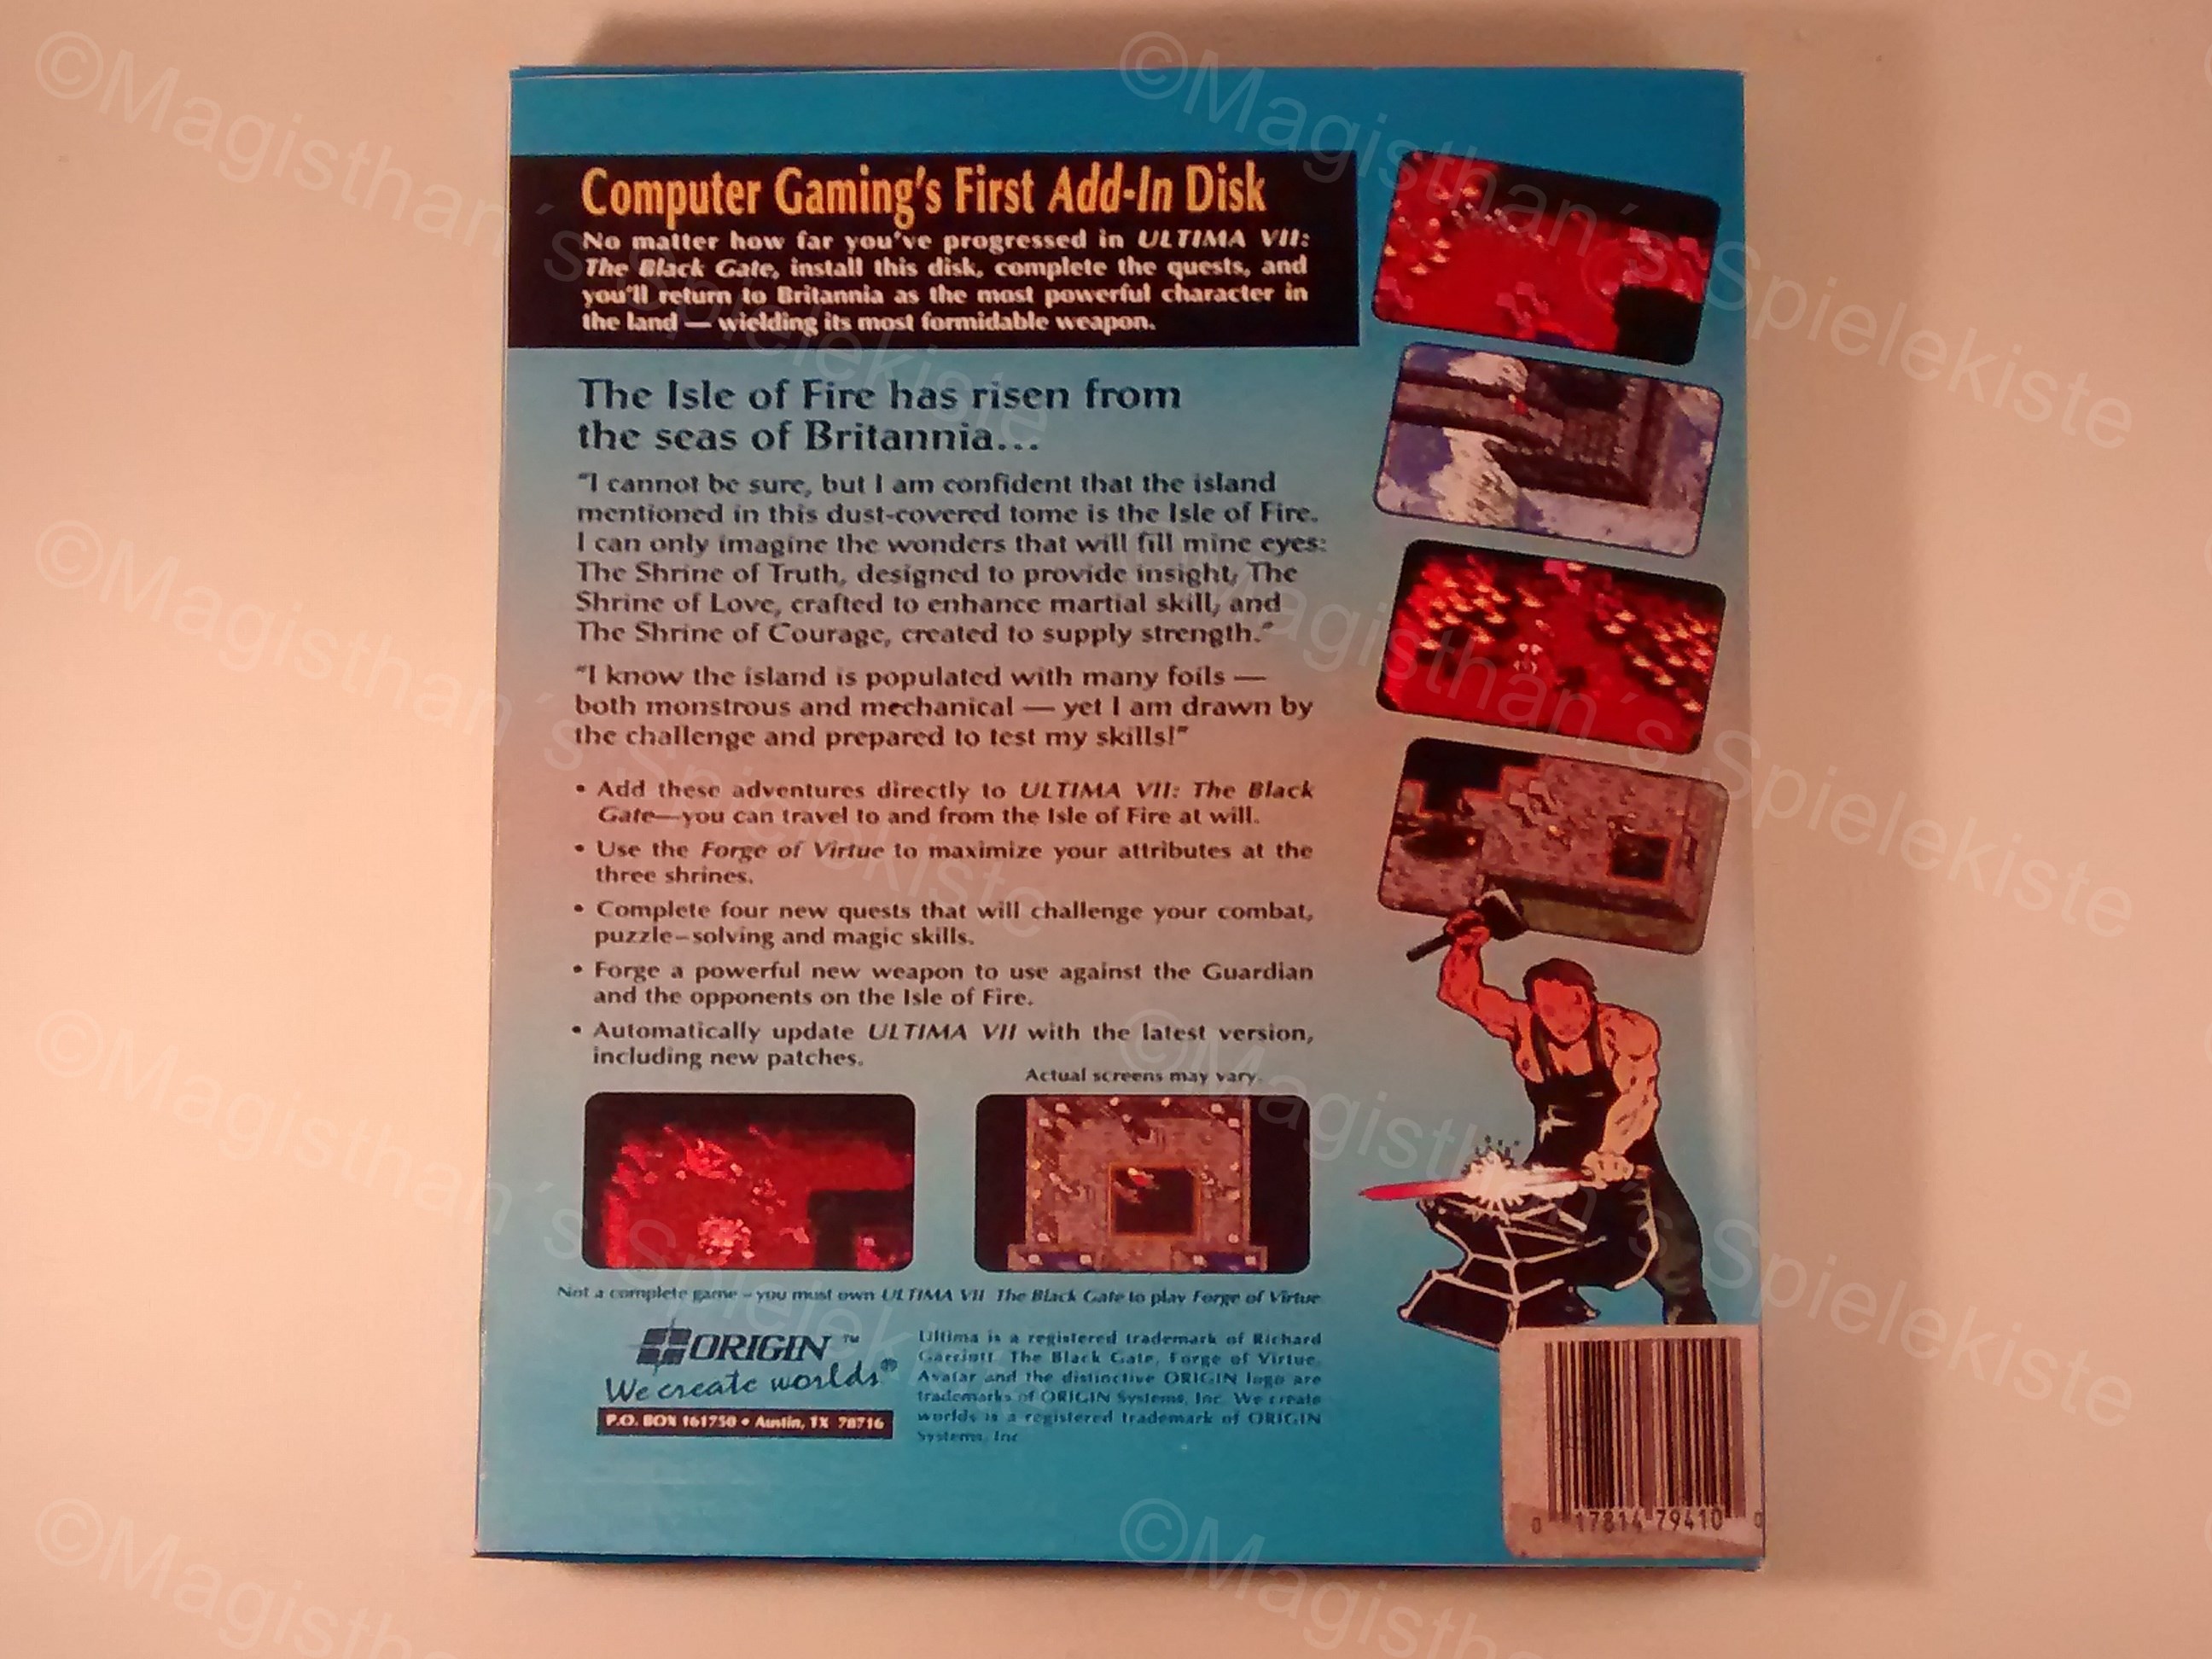 Computer Gaming's First Add-In Disk
No matter how far you've progressed in ULTIMA VII:
The Black Gate, install this disk, complete the quests, and
you'll return to Britannia as the most powerful character in
the land — wielding its most formidable weapon.
The Isle of Fire has risen from
the seas of Britannia...
"I cannot be sure, but I am confident that the island
mentioned in this dust-covered tome is the Isle of Fire.
I can only imagine the wonders that will fill mine eyes:
The Shrine of Truth, designed to provide insight, The
Shrine of Love, crafted to enhance martial skill, and
The Shrine of Courage, created to supply strength."
"I know the island is populated with many foils —
both monstrous and mechanical — yet I am drawn by
the challenge and prepared to test my skills!"
• Add these adventures directly to ULTIMA VII: The Black
Gate—you can travel to and from the Isle of Fire at will.
• Use the Forge of Virtue to maximize your attributes at the
three shrines.
• Complete four new quests that will challenge your combat,
puzzle-solving and magic skills.
• Forge a powerful new weapon to use against the Guardian
and the opponents on the Isle of Fire.
• Automatically update ULTIMA VII with the latest version,
including new patches.
Actual screens may vary.
Not a complete game – you must own ULTIMA VII The Black Gate to play Forge of Virtue
ORIGIN™
We create worlds®
P.O. BOX 161750 • Austin, TX 78716
Ultima is a registered trademark of Richard
Garriott. The Black Gate, Forge of Virtue,
Avatar and the distinctive ORIGIN logo are
trademarks of ORIGIN Systems, Inc. We create
worlds is a registered trademark of ORIGIN
Systems, Inc.
0 17814 79410 0
©Magisthan´s Spielekiste
©Magisthan´s Spielekiste
©Magisthan´s Spielekiste
©Magisthan´s Spielekiste
©Magisthan´s Spielekiste
©Magisthan´s Spielekiste
©Magisthan´s
©Magisthan´s